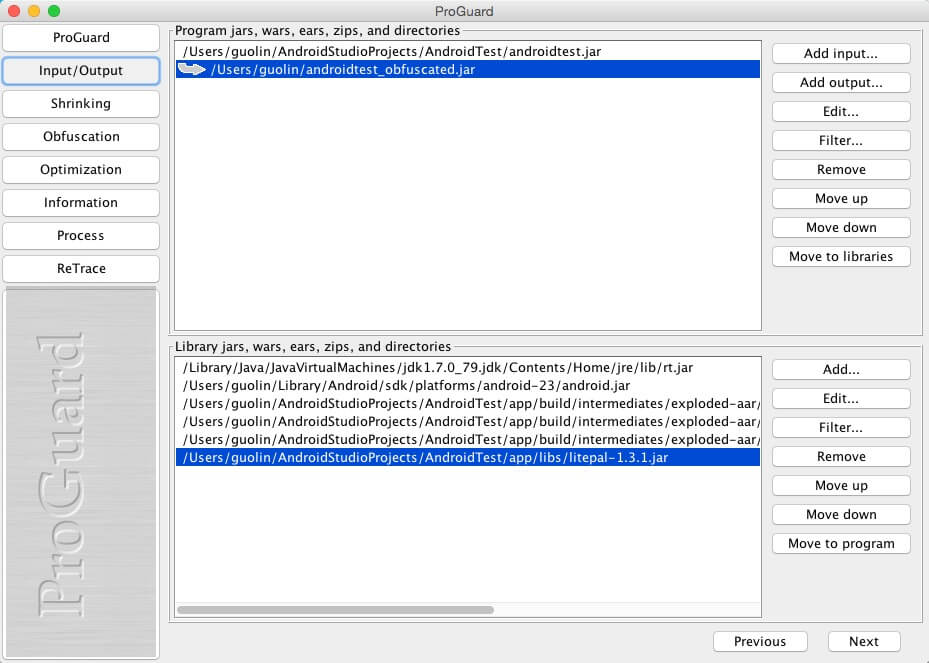 ProGuard
ProGuard
Input/Output
Shrinking
Obfuscation
Optimization
Information
Process
ReTrace
ProGuard
Program jars, wars, ears, zips, and directories
/Users/guolin/AndroidStudioProjects/AndroidTest/androidtest.jar
/Users/guolin/androidtest_obfuscated.jar
Add input...
Add output...
Edit...
Filter...
Remove
Move up
Move down
Move to libraries
Library jars, wars, ears, zips, and directories
/Library/Java/JavaVirtualMachines/jdk1.7.0_79.jdk/Contents/Home/jre/lib/rt.jar
/Users/guolin/Library/Android/sdk/platforms/android-23/android.jar
/Users/guolin/AndroidStudioProjects/AndroidTest/app/build/intermediates/exploded-aar/
/Users/guolin/AndroidStudioProjects/AndroidTest/app/build/intermediates/exploded-aar/
/Users/guolin/AndroidStudioProjects/AndroidTest/app/build/intermediates/exploded-aar/
/Users/guolin/AndroidStudioProjects/AndroidTest/app/libs/litepal-1.3.1.jar
Add...
Edit...
Filter...
Remove
Move up
Move down
Move to program
Previous
Next